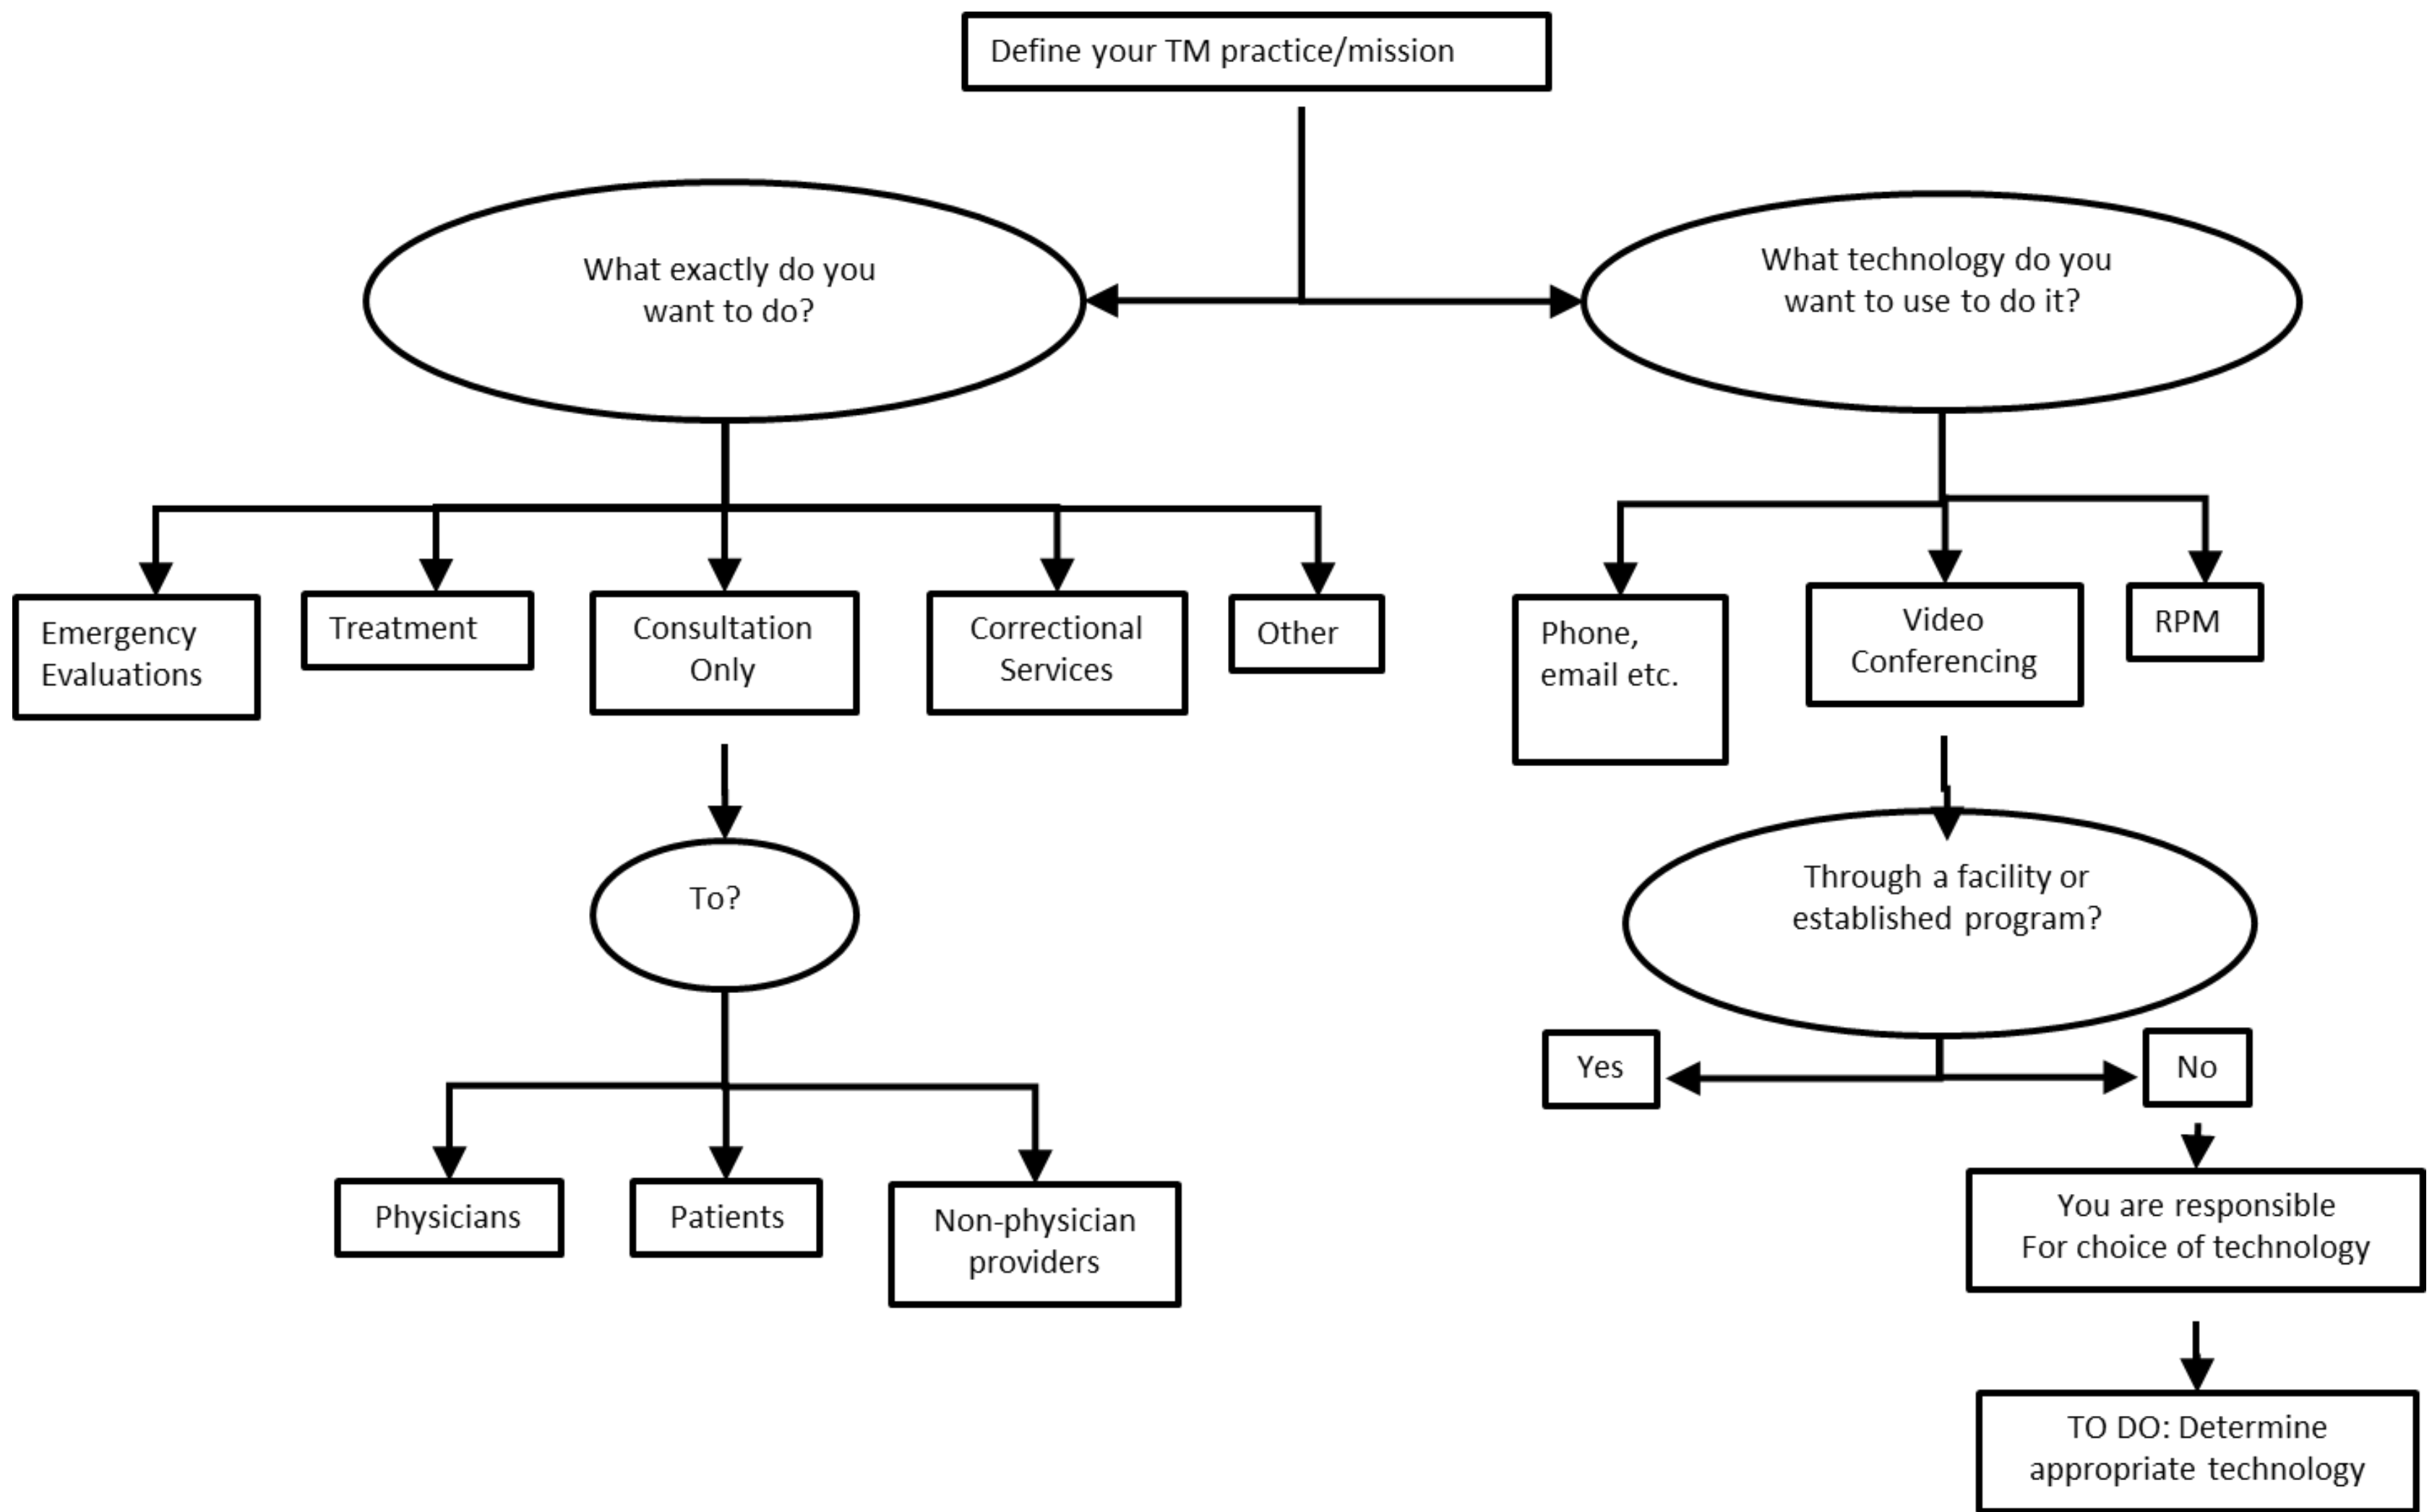 Define your TM practice/mission
What exactly do you
want to do?
What technology do you
want to use to do it?
Emergency
Evaluations
Treatment
Consultation
Only
Correctional
Services
Other
Phone,
email etc.
Video
Conferencing
RPM
To?
Through a facility or
established program?
Yes
No
Physicians
Patients
Non-physician
providers
You are responsible
For choice of technology
TO DO: Determine
appropriate technology